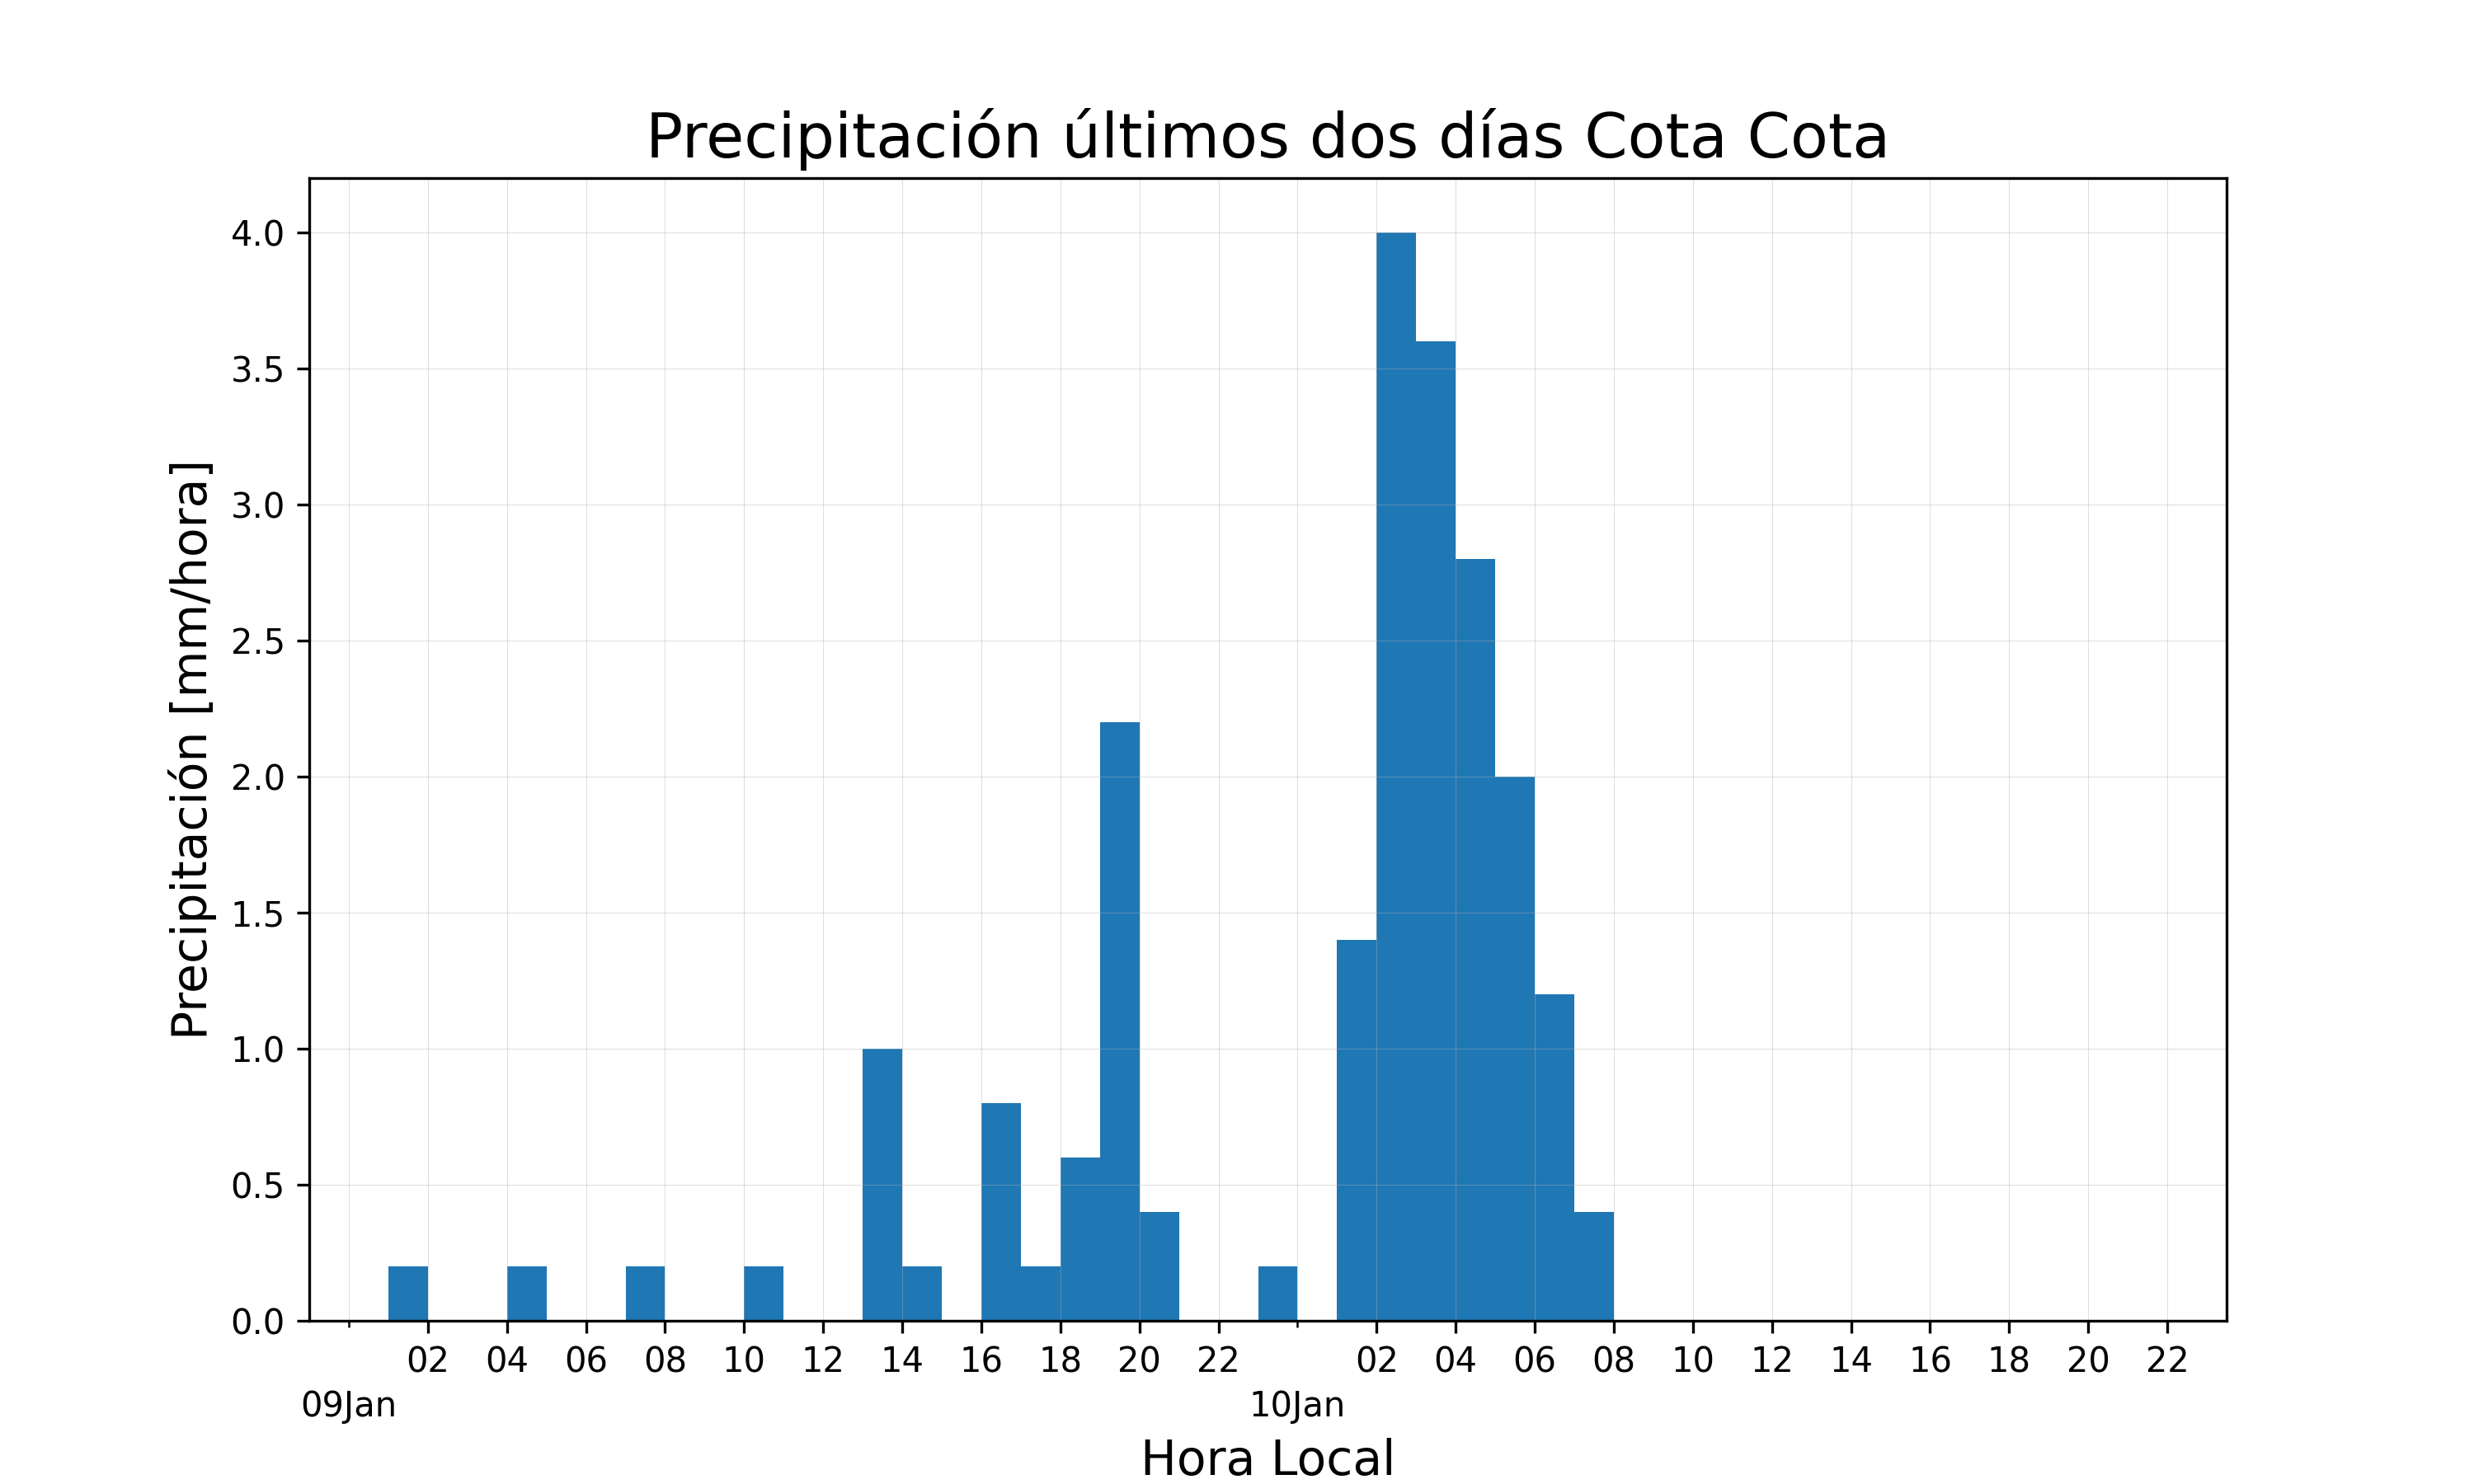 Precipitación últimos dos días Cota Cota
Precipitación [mm/hora]
4.0
3.5
3.0
2.5
2.0
1.5
1.0
0.5
0.0
02 04 06 08 10 12 14 16 18 20 22 02 04 06 08 10 12 14 16 18 20 22
09Jan 10Jan
Hora Local